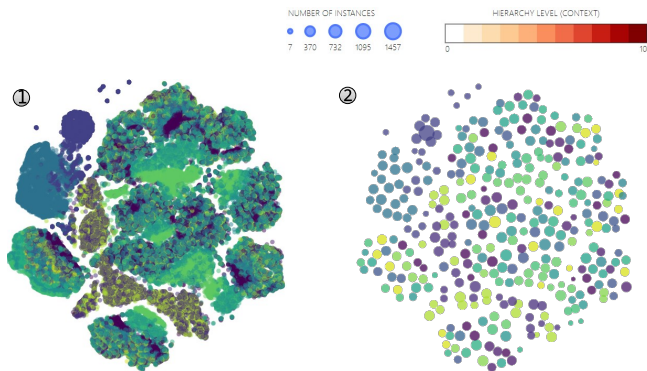 NUMBER OF INSTANCES
HIERARCHY LEVEL (CONTEXT)
7 370 732 1095 1457
0 10
1 2